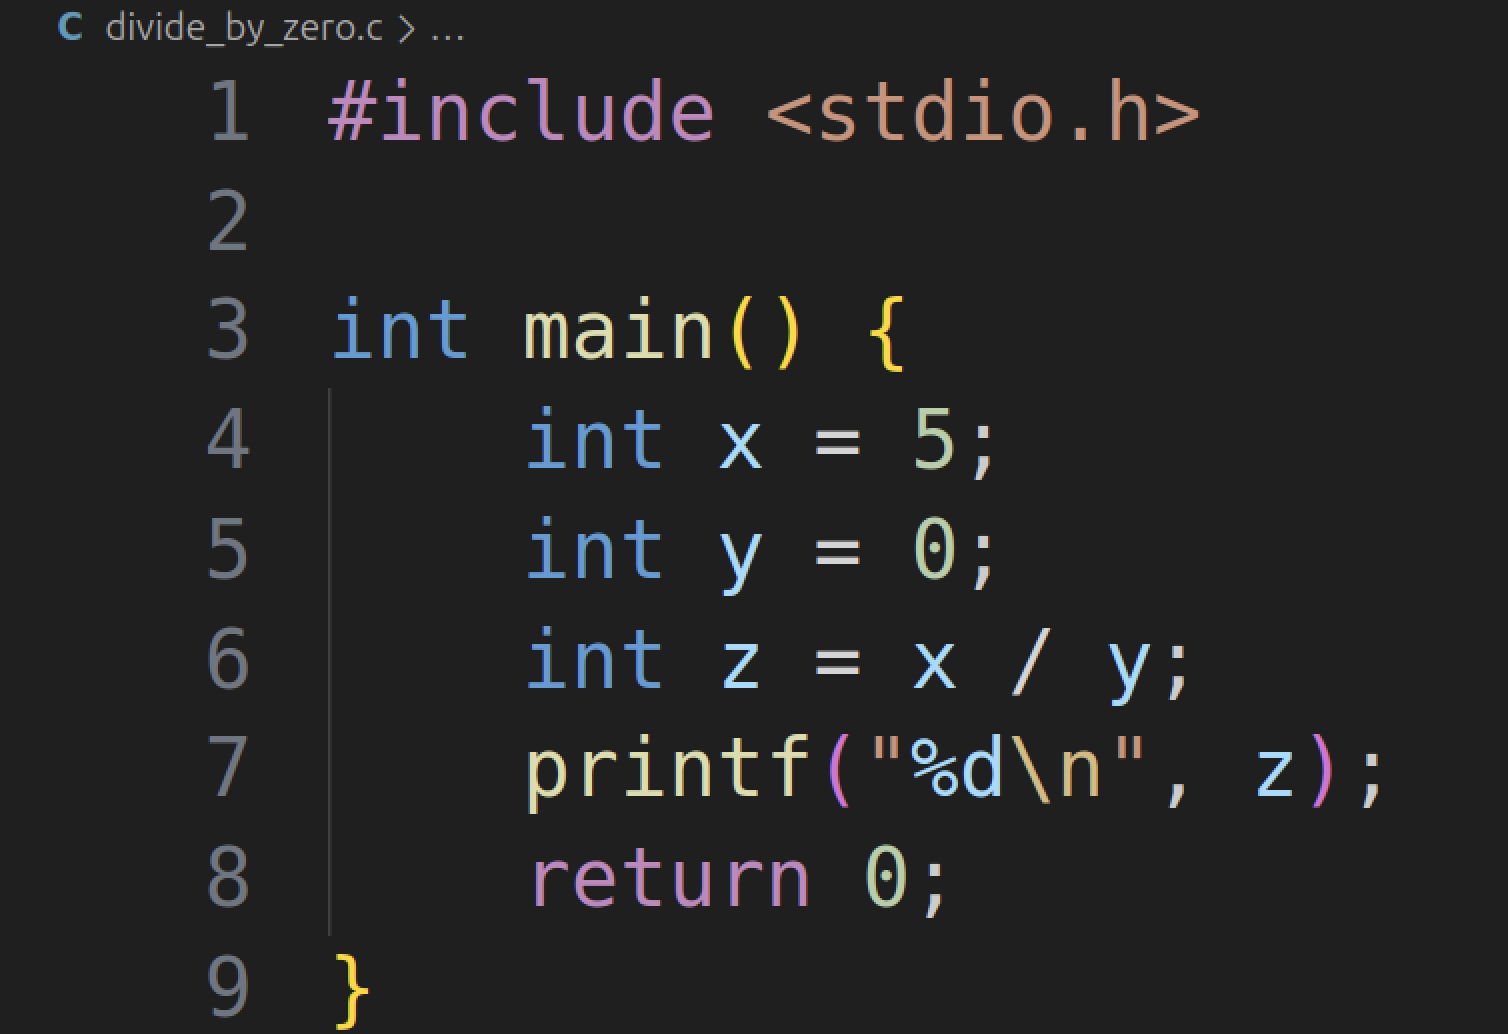 C divide_by_zero.c > ...
1 #include <stdio.h>
2
3 int main() {
4     int x = 5;
5     int y = 0;
6     int z = x / y;
7     printf("%d\n", z);
8     return 0;
9 }